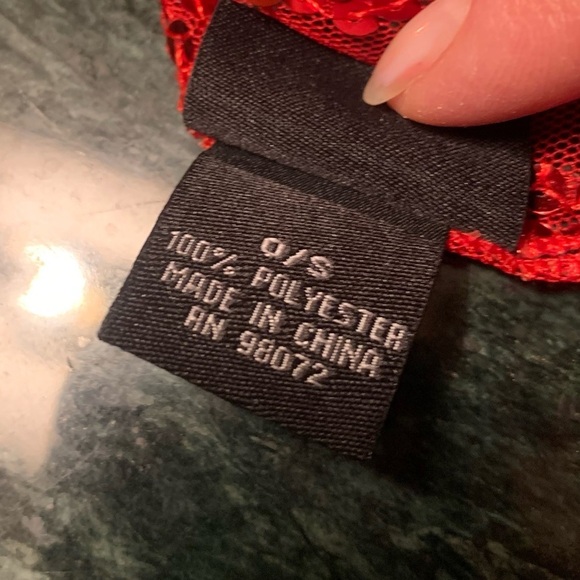 O/S
100% POLYESTER
MADE IN CHINA
RN 98072